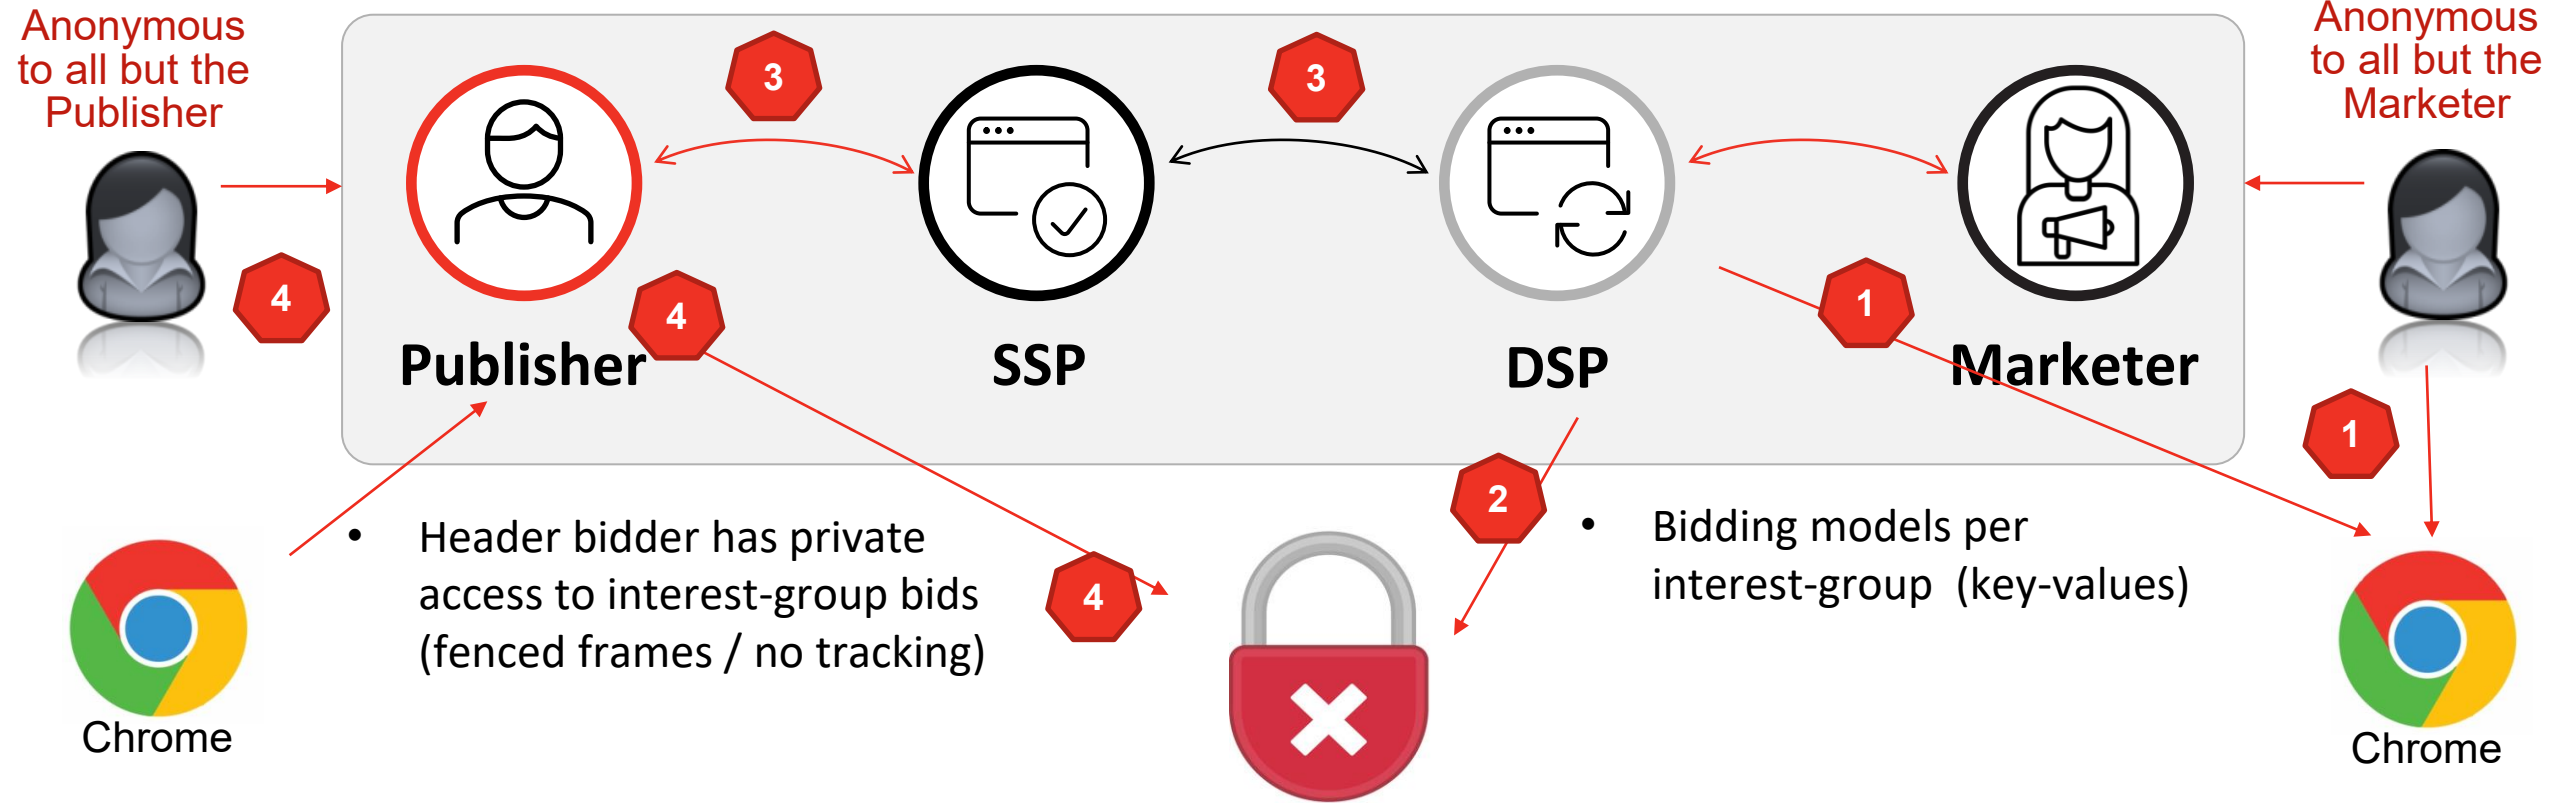 Anonymous
to all but the
Publisher
Anonymous
to all but the
Marketer
3
3
4
4
1
1
Publisher
SSP
DSP
Marketer
2
4
• Header bidder has private
access to interest-group bids
(fenced frames / no tracking)
• Bidding models per
interest-group (key-values)
Chrome
Chrome